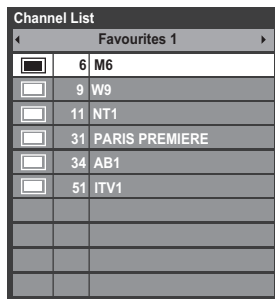 Channel List
Favourites 1
6 M6
9 W9
11 NT1
31 PARIS PREMIERE
34 AB1
51 ITV1